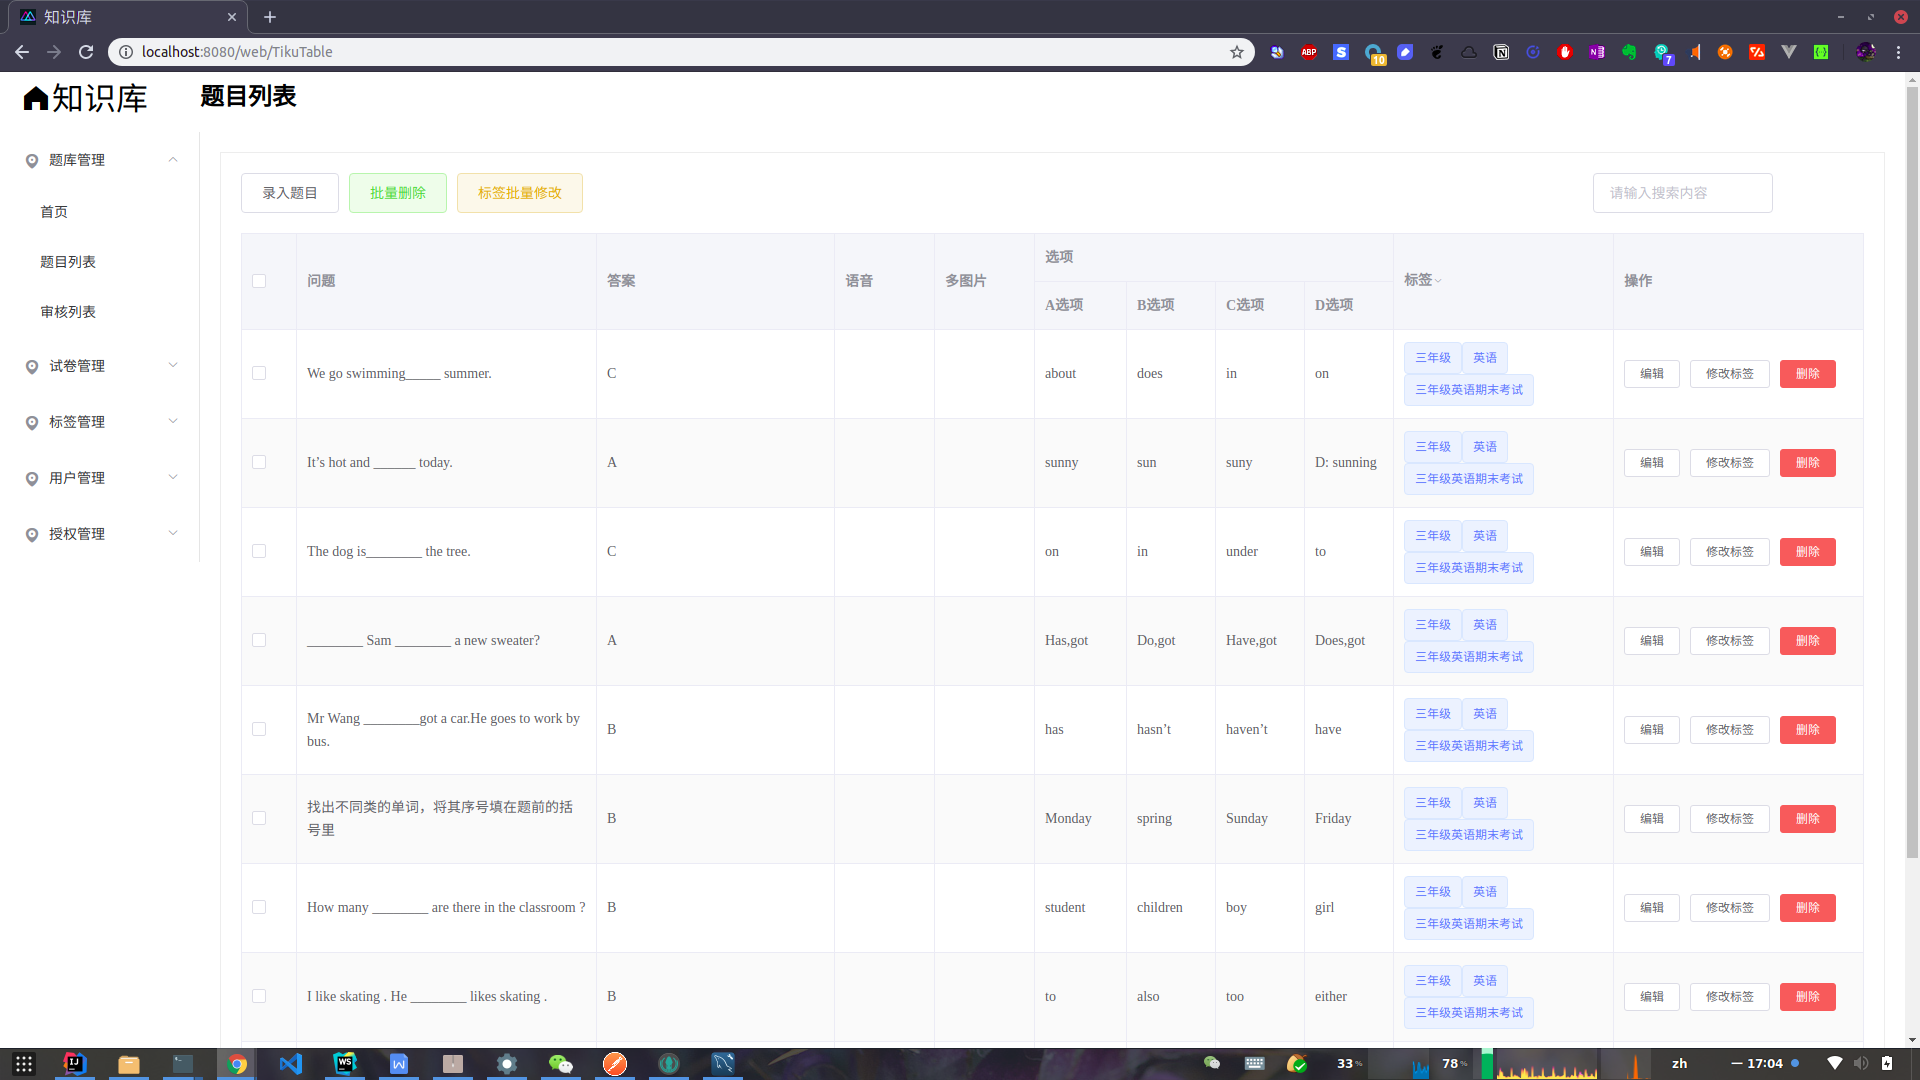 知识库
localhost:8080/web/TikuTable
ABP
10
7
知识库
题目列表
题库管理
首页
题目列表
审核列表
试卷管理
标签管理
用户管理
授权管理
录入题目 批量删除 标签批量修改 请输入搜索内容
问题 答案 语音 多图片 选项 标签 操作
A选项 B选项 C选项 D选项
We go swimming_____ summer. C about does in on 三年级 英语 三年级英语期末考试 编辑 修改标签 删除
It’s hot and ______ today. A sunny sun suny D: sunning 三年级 英语 三年级英语期末考试 编辑 修改标签 删除
The dog is________ the tree. C on in under to 三年级 英语 三年级英语期末考试 编辑 修改标签 删除
________ Sam ________ a new sweater? A Has,got Do,got Have,got Does,got 三年级 英语 三年级英语期末考试 编辑 修改标签 删除
Mr Wang ________got a car.He goes to work by
bus. B has hasn’t haven’t have 三年级 英语 三年级英语期末考试 编辑 修改标签 删除
找出不同类的单词，将其序号填在题前的括
号里 B Monday spring Sunday Friday 三年级 英语 三年级英语期末考试 编辑 修改标签 删除
How many ________ are there in the classroom ? B student children boy girl 三年级 英语 三年级英语期末考试 编辑 修改标签 删除
I like skating . He ________ likes skating . B to also too either 三年级 英语 三年级英语期末考试 编辑 修改标签 删除
33% 78% zh 一 17:04